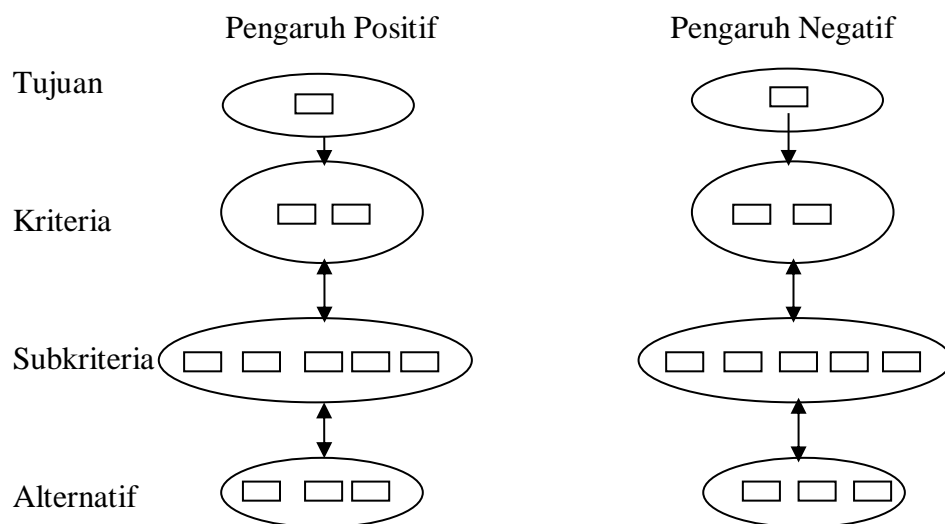 Pengaruh Positif
Pengaruh Negatif
Tujuan
Kriteria
Subkriteria
Alternatif